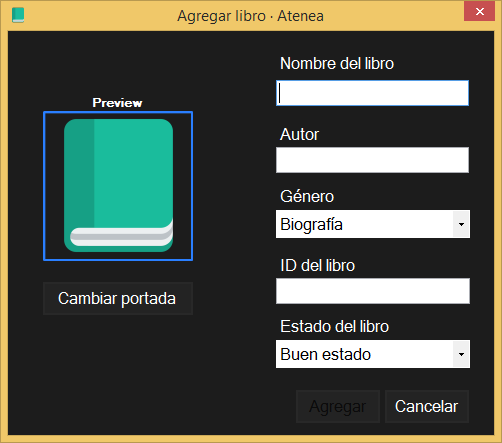 Agregar libro · Atenea
Nombre del libro
Preview
Autor
Género
Biografía
ID del libro
Cambiar portada
Estado del libro
Buen estado
Agregar
Cancelar